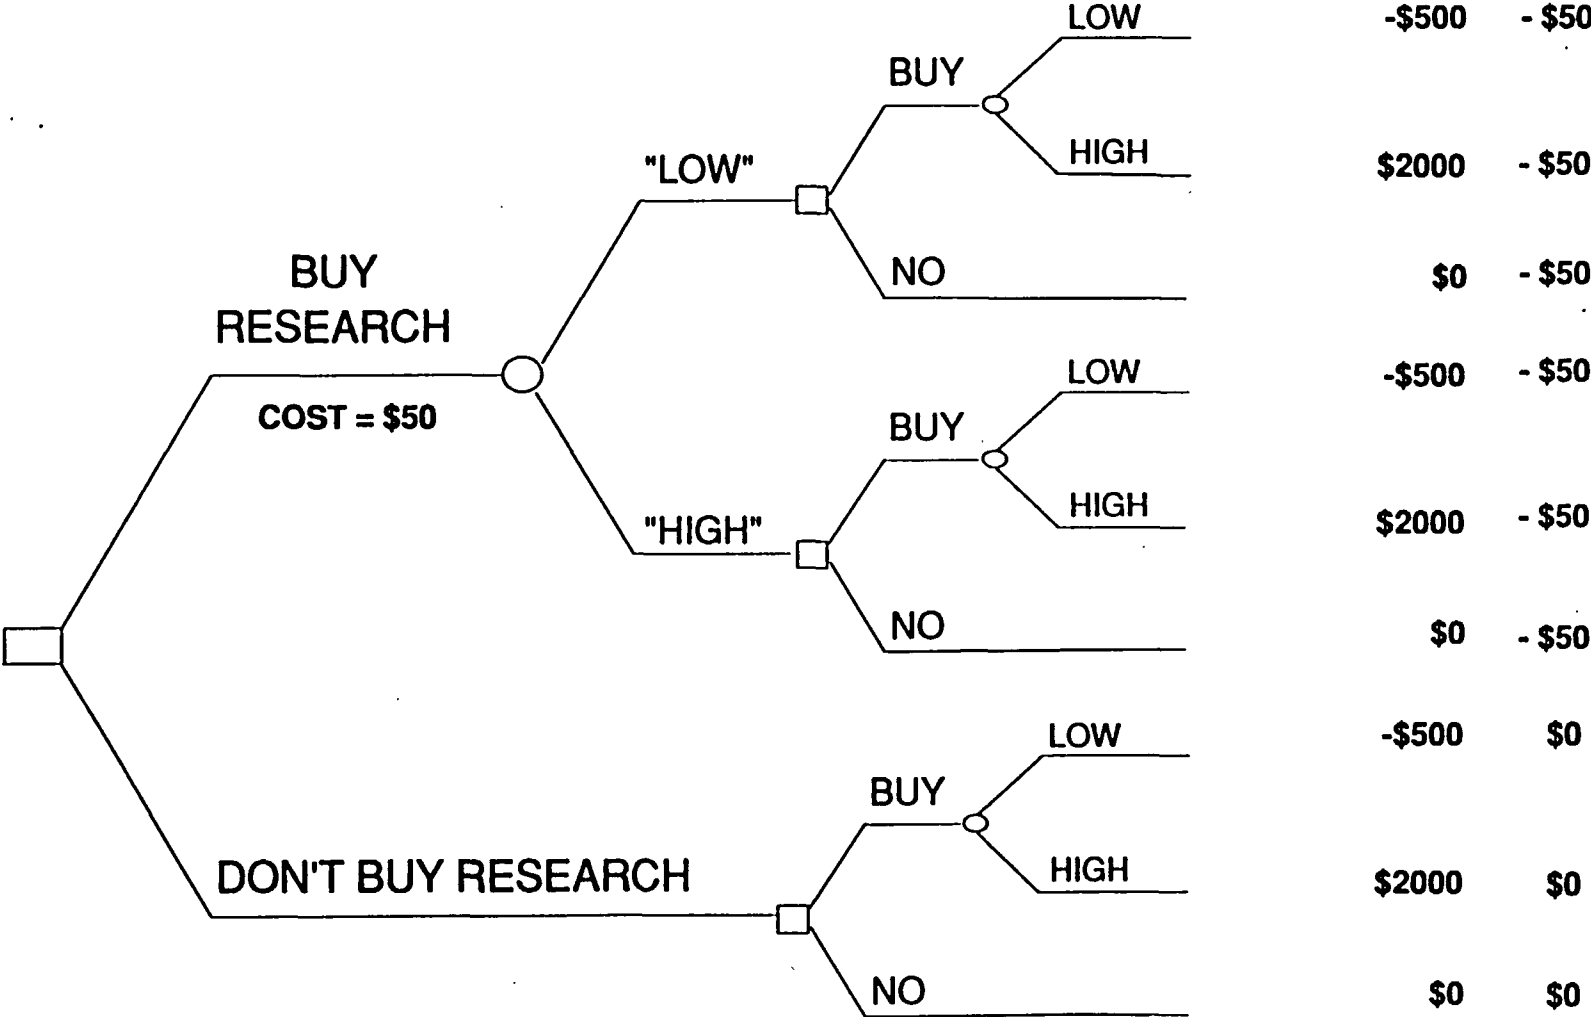 LOW -$500 - $50
BUY
HIGH $2000 - $50
"LOW"
NO $0 - $50
BUY
RESEARCH
COST = $50
LOW -$500 - $50
BUY
HIGH $2000 - $50
"HIGH"
NO $0 - $50
LOW -$500 $0
BUY
HIGH $2000 $0
DON'T BUY RESEARCH
NO $0 $0